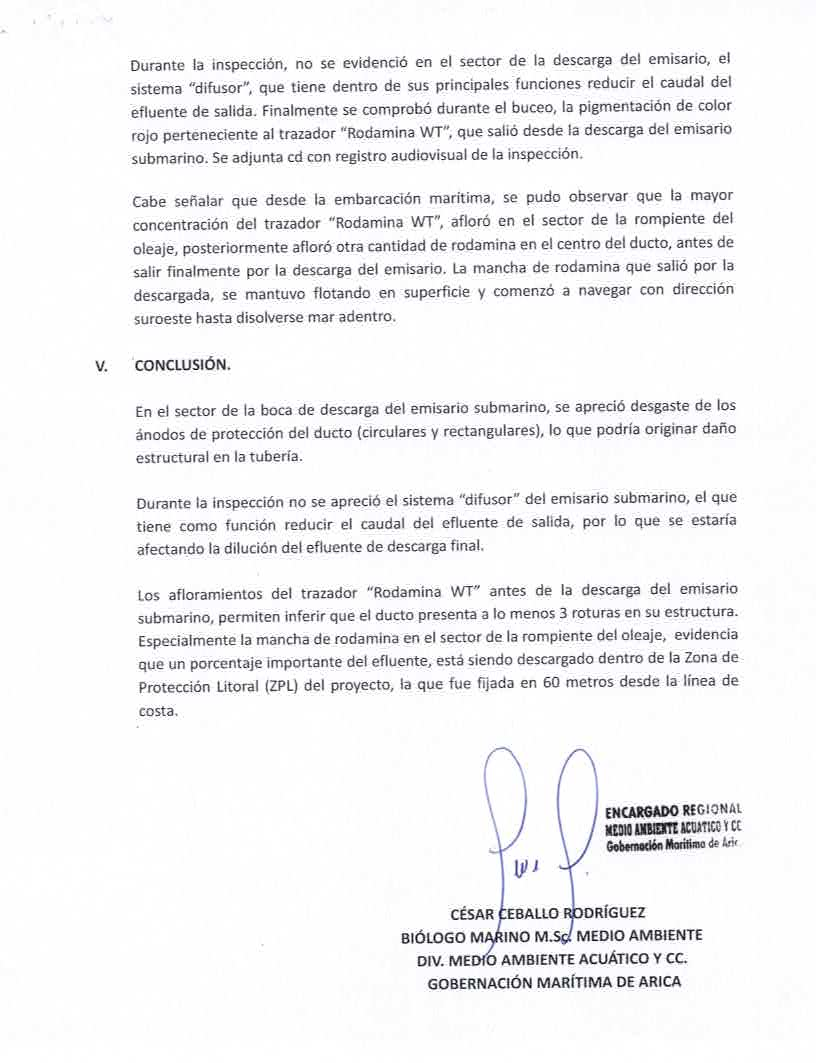 Durante la inspección, no se evidenció en el sector de la descarga del emisario, el
sistema “difusor”, que tiene dentro de sus principales funciones reducir el caudal del
efluente de salida. Finalmente se comprobó durante el buceo, la pigmentación de color
rojo perteneciente al trazador “Rodamina WT”, que salió desde la descarga del emisario
submarino. Se adjunta cd con registro audiovisual de la inspección.
Cabe señalar que desde la embarcación marítima, se pudo observar que la mayor
concentración del trazador “Rodamina WT”, afloró en el sector de la rompiente del
oleaje, posteriormente afloró otra cantidad de rodamina en el centro del ducto, antes de
salir finalmente por la descarga del emisario. La mancha de rodamina que salió por la
descargada, se mantuvo flotando en superficie y comenzó a navegar con dirección
suroeste hasta disolverse mar adentro.
V. CONCLUSIÓN.
En el sector de la boca de descarga del emisario submarino, se apreció desgaste de los
ánodos de protección del ducto (circulares y rectangulares), lo que podría originar daño
estructural en la tubería.
Durante la inspección no se apreció el sistema “difusor” del emisario submarino, el que
tiene como función reducir el caudal del efluente de salida, por lo que se estaría
afectando la dilución del efluente de descarga final.
Los afloramientos del trazador “Rodamina WT” antes de la descarga del emisario
submarino, permiten inferir que el ducto presenta a lo menos 3 roturas en su estructura.
Especialmente la mancha de rodamina en el sector de la rompiente del oleaje, evidencia
que un porcentaje importante del efluente, está siendo descargado dentro de la Zona de
Protección Litoral (ZPL) del proyecto, la que fue fijada en 60 metros desde la línea de
costa.
ENCARGADO REGIONAL
MEDIO AMBIENTE ACUATICO Y CC
Gobernación Marítima de Aric
CÉSAR CEBALLO RODRÍGUEZ
BIÓLOGO MARINO M.Sc. MEDIO AMBIENTE
DIV. MEDIO AMBIENTE ACUÁTICO Y CC.
GOBERNACIÓN MARÍTIMA DE ARICA